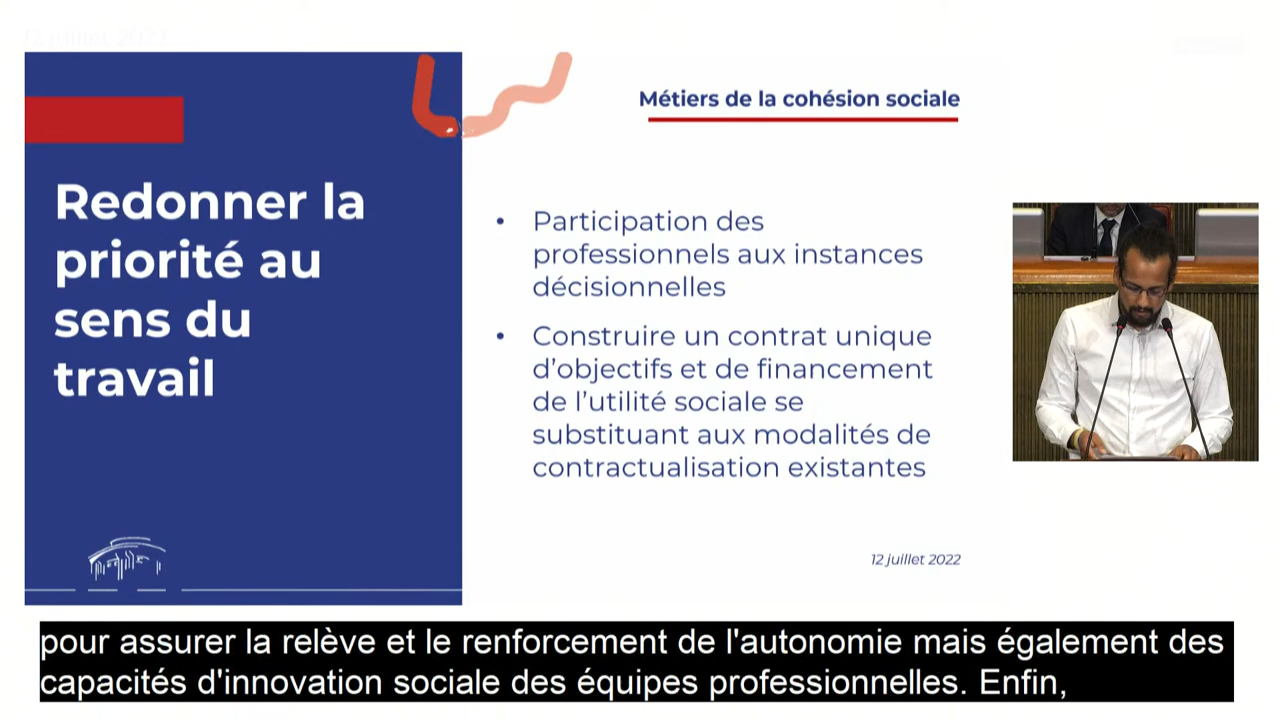 Métiers de la cohésion sociale
Redonner la
priorité au
sens du
travail
• Participation des
professionnels aux instances
décisionnelles
• Construire un contrat unique
d’objectifs et de financement
de l’utilité sociale se
substituant aux modalités de
contractualisation existantes
12 juillet 2022
pour assurer la relève et le renforcement de l'autonomie mais également des
capacités d'innovation sociale des équipes professionnelles. Enfin,